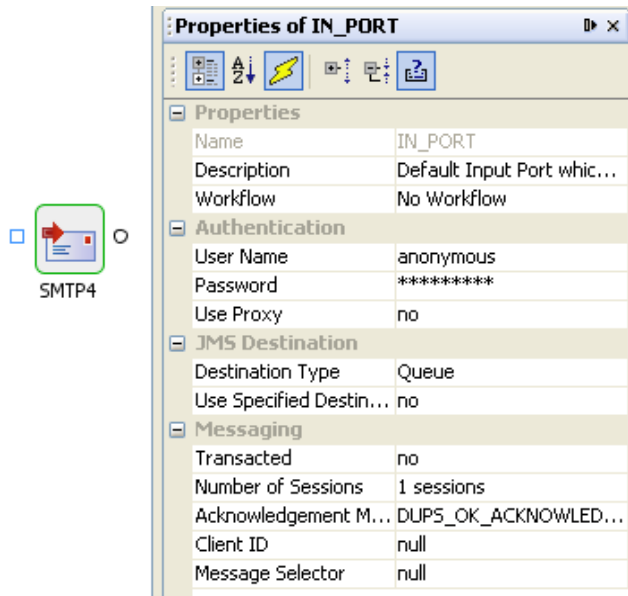 Properties of IN_PORT
Properties
Name IN_PORT
Description Default Input Port whic...
Workflow No Workflow
Authentication
User Name anonymous
Password *********
Use Proxy no
JMS Destination
Destination Type Queue
Use Specified Destin... no
Messaging
Transacted no
Number of Sessions 1 sessions
Acknowledgement M... DUPS_OK_ACKNOWLED...
Client ID null
Message Selector null
SMTP4